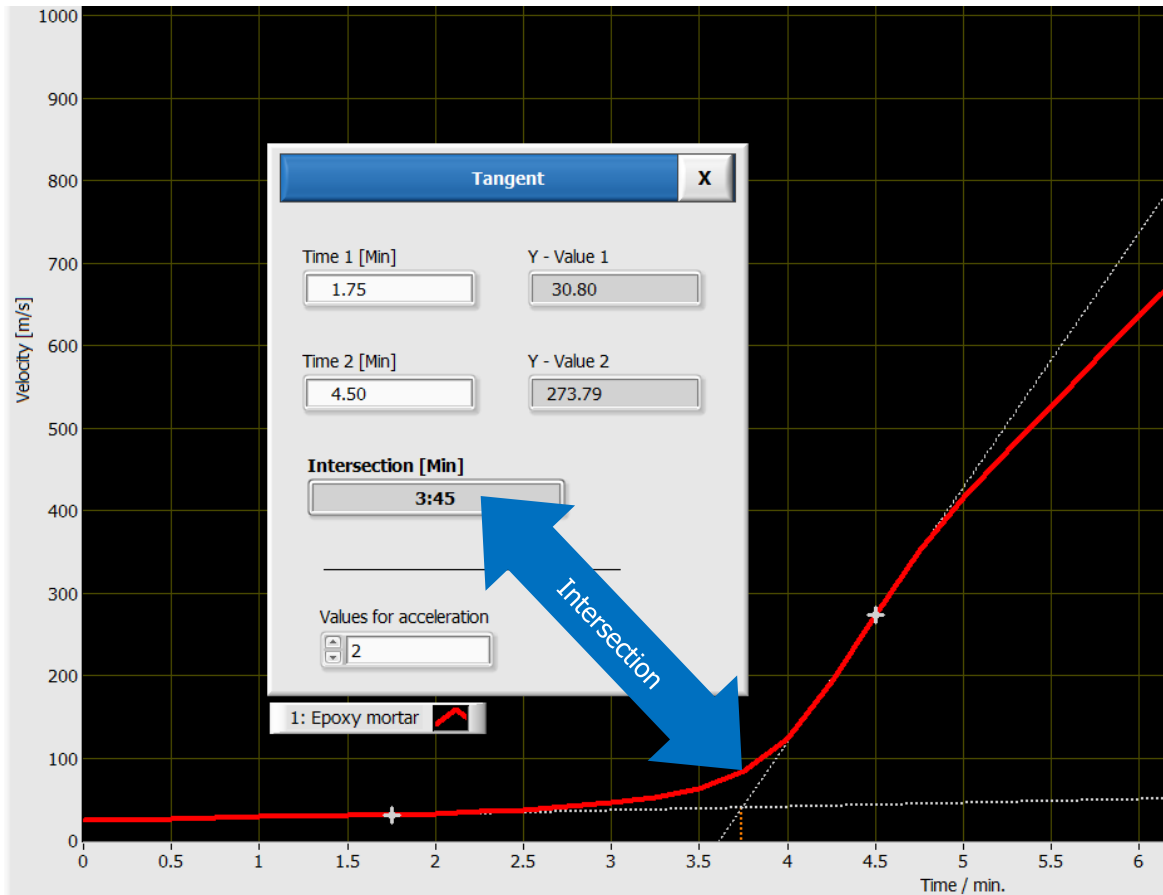 1000
900
800
700
600
500
400
300
200
100
0
Velocity [m/s]
Tangent
X
Time 1 [Min]
Y - Value 1
1.75
30.80
Time 2 [Min]
Y - Value 2
4.50
273.79
Intersection [Min]
3:45
Intersection
Values for acceleration
2
1: Epoxy mortar
0 0.5 1 1.5 2 2.5 3 3.5 4 4.5 5 5.5 6
Time / min.